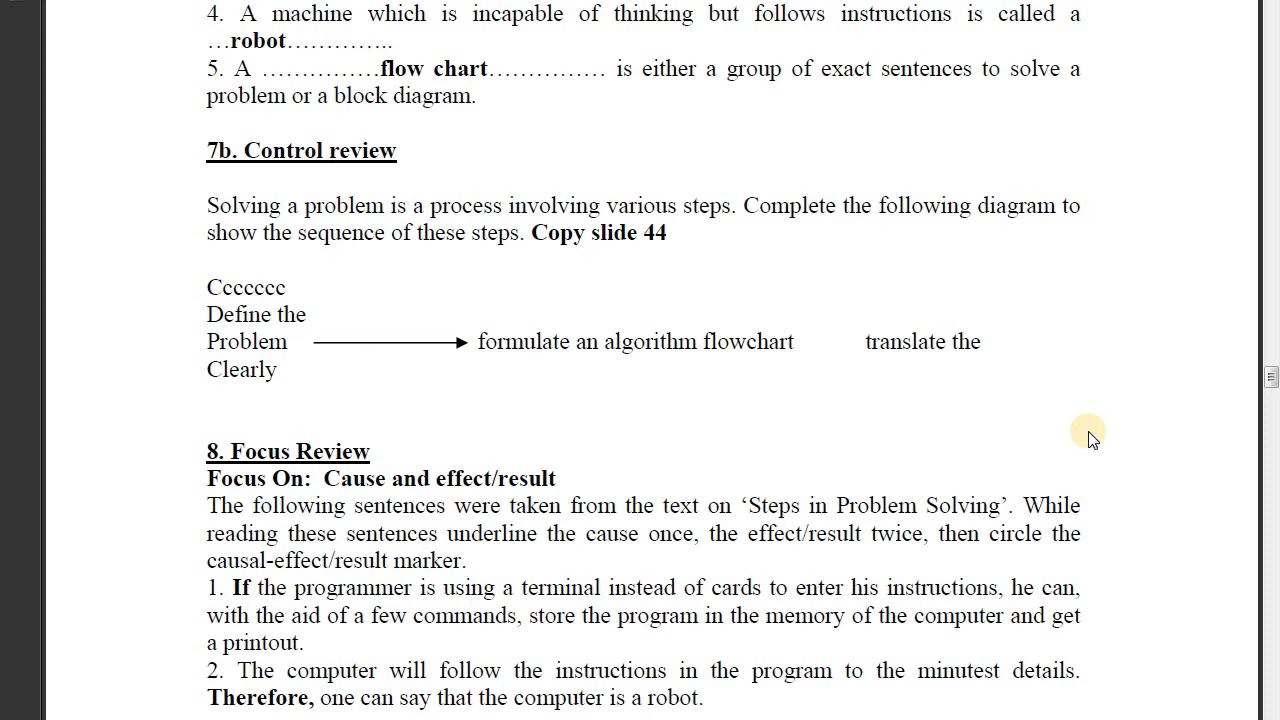 4. A machine which is incapable of thinking but follows instructions is called a
…robot…………..
5. A ……………flow chart…………… is either a group of exact sentences to solve a
problem or a block diagram.
7b. Control review
Solving a problem is a process involving various steps. Complete the following diagram to
show the sequence of these steps. Copy slide 44
Ccccccc
Define the
Problem formulate an algorithm flowchart translate the
Clearly
8. Focus Review
Focus On: Cause and effect/result
The following sentences were taken from the text on ‘Steps in Problem Solving’. While
reading these sentences underline the cause once, the effect/result twice, then circle the
causal-effect/result marker.
1. If the programmer is using a terminal instead of cards to enter his instructions, he can,
with the aid of a few commands, store the program in the memory of the computer and get
a printout.
2. The computer will follow the instructions in the program to the minutest details.
Therefore, one can say that the computer is a robot.